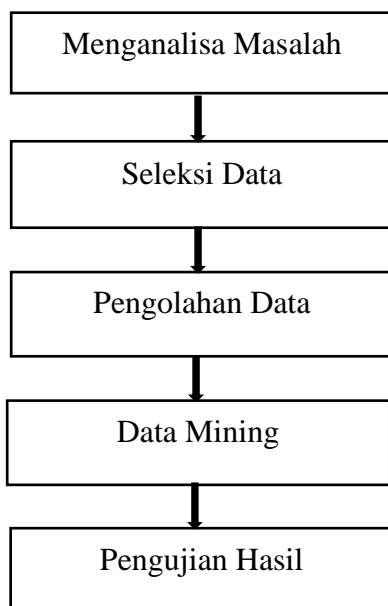 Menganalisa Masalah
Seleksi Data
Pengolahan Data
Data Mining
Pengujian Hasil